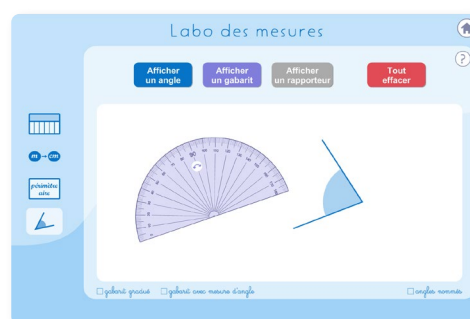 Labo des mesures
Afficher
un angle
Afficher
un gabarit
Afficher
un rapporteur
Tout
effacer
?
m → cm
périmètre
aire
gabarit gradué
gabarit avec mesure d'angle
angles nommés